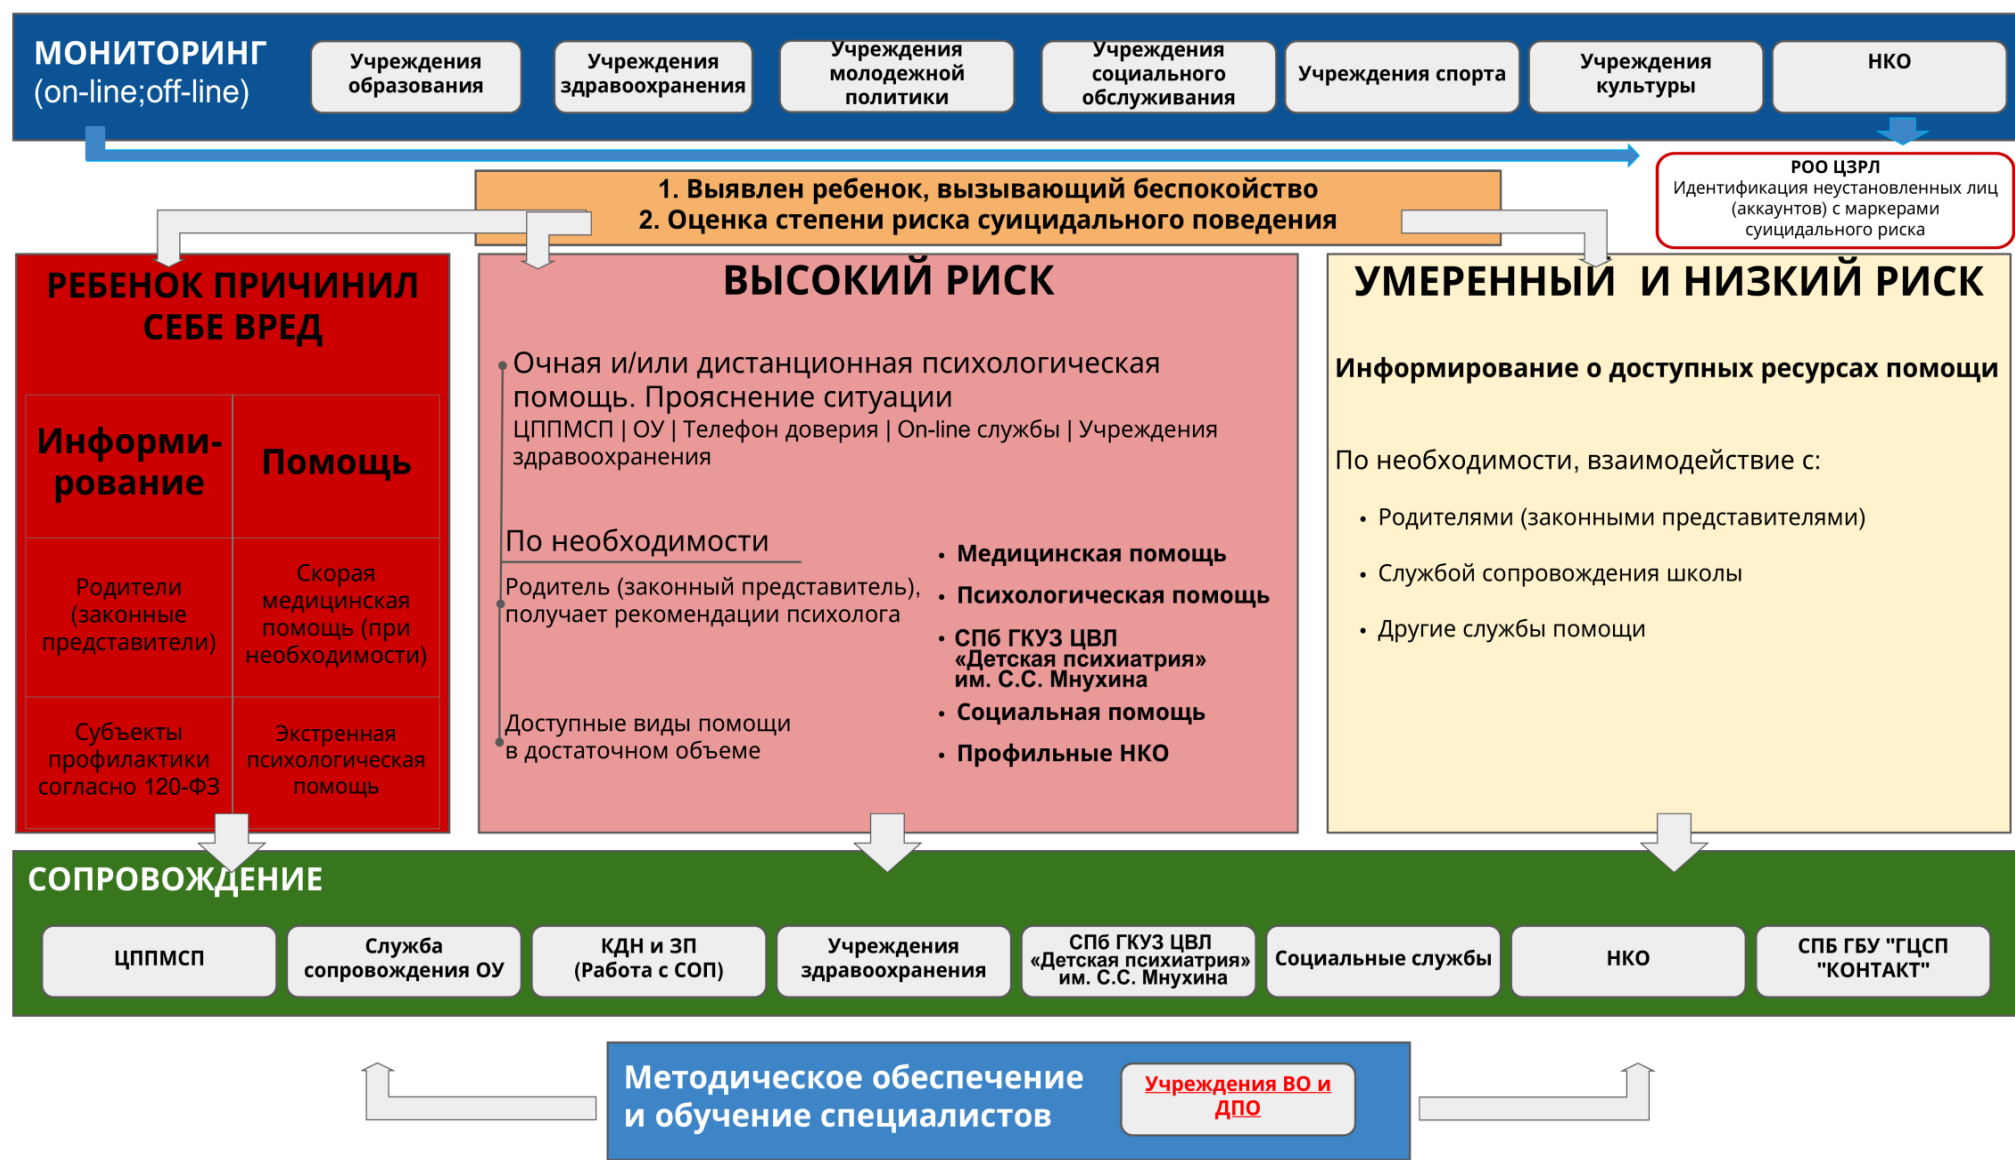 МОНИТОРИНГ
(on-line;off-line)
Учреждения
образования
Учреждения
здравоохранения
Учреждения
молодежной
политики
Учреждения
социального
обслуживания
Учреждения спорта
Учреждения
культуры
НКО
РОО ЦЗРЛ
Идентификация неустановленных лиц
(аккаунтов) с маркерами
суицидального риска
1. Выявлен ребенок, вызывающий беспокойство
2. Оценка степени риска суицидального поведения
РЕБЕНОК ПРИЧИНИЛ
СЕБЕ ВРЕД
Информи-
рование
Помощь
Родители
(законные
представители)
Скорая
медицинская
помощь (при
необходимости)
Субъекты
профилактики
согласно 120-ФЗ
Экстренная
психологическая
помощь
ВЫСОКИЙ РИСК
Очная и/или дистанционная психологическая
помощь. Прояснение ситуации
ЦППМСП | ОУ | Телефон доверия | On-line службы | Учреждения
здравоохранения
По необходимости
Родитель (законный представитель),
получает рекомендации психолога
Доступные виды помощи
в достаточном объеме
• Медицинская помощь
• Психологическая помощь
• СПб ГКУЗ ЦВЛ
«Детская психиатрия»
им. С.С. Мнухина
• Социальная помощь
• Профильные НКО
УМЕРЕННЫЙ И НИЗКИЙ РИСК
Информирование о доступных ресурсах помощи
По необходимости, взаимодействие с:
• Родителями (законными представителями)
• Службой сопровождения школы
• Другие службы помощи
СОПРОВОЖДЕНИЕ
ЦППМСП
Служба
сопровождения ОУ
КДН и ЗП
(Работа с СОП)
Учреждения
здравоохранения
СПб ГКУЗ ЦВЛ
«Детская психиатрия»
им. С.С. Мнухина
Социальные службы
НКО
СПБ ГБУ "ГЦСП
"КОНТАКТ"
Методическое обеспечение
и обучение специалистов
Учреждения ВО и
ДПО